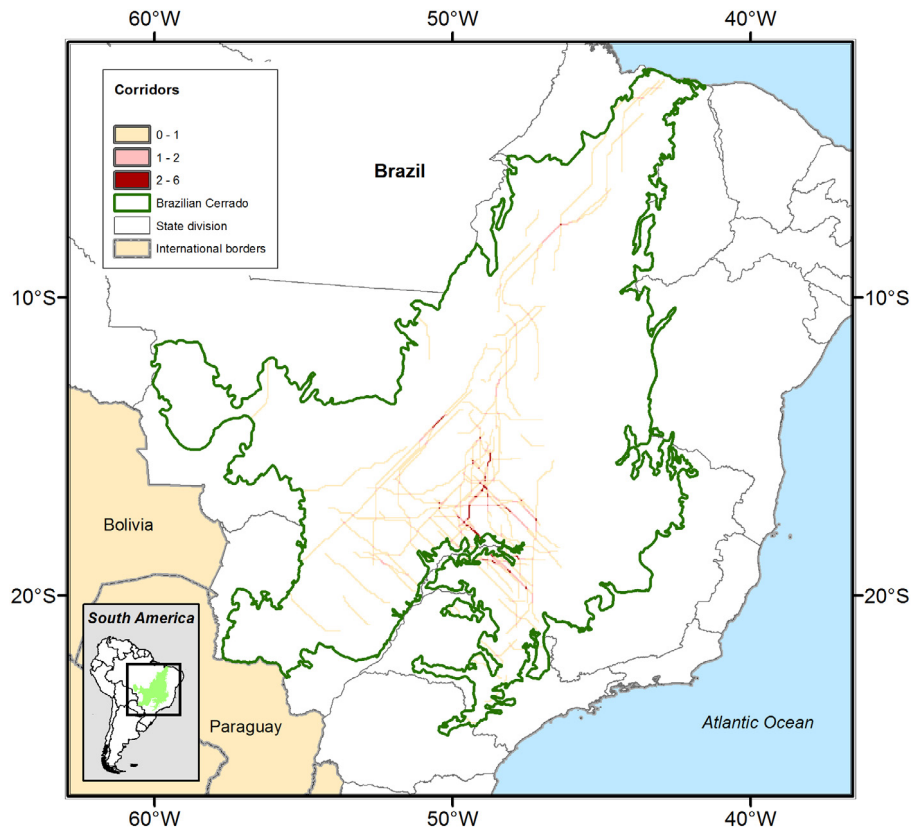 60°W 50°W 40°W
Corridors
0 - 1
1 - 2
2 - 6
Brazilian Cerrado
State division
International borders
Brazil
10°S 10°S
Bolivia
20°S 20°S
South America
Paraguay
Atlantic Ocean
60°W 50°W 40°W